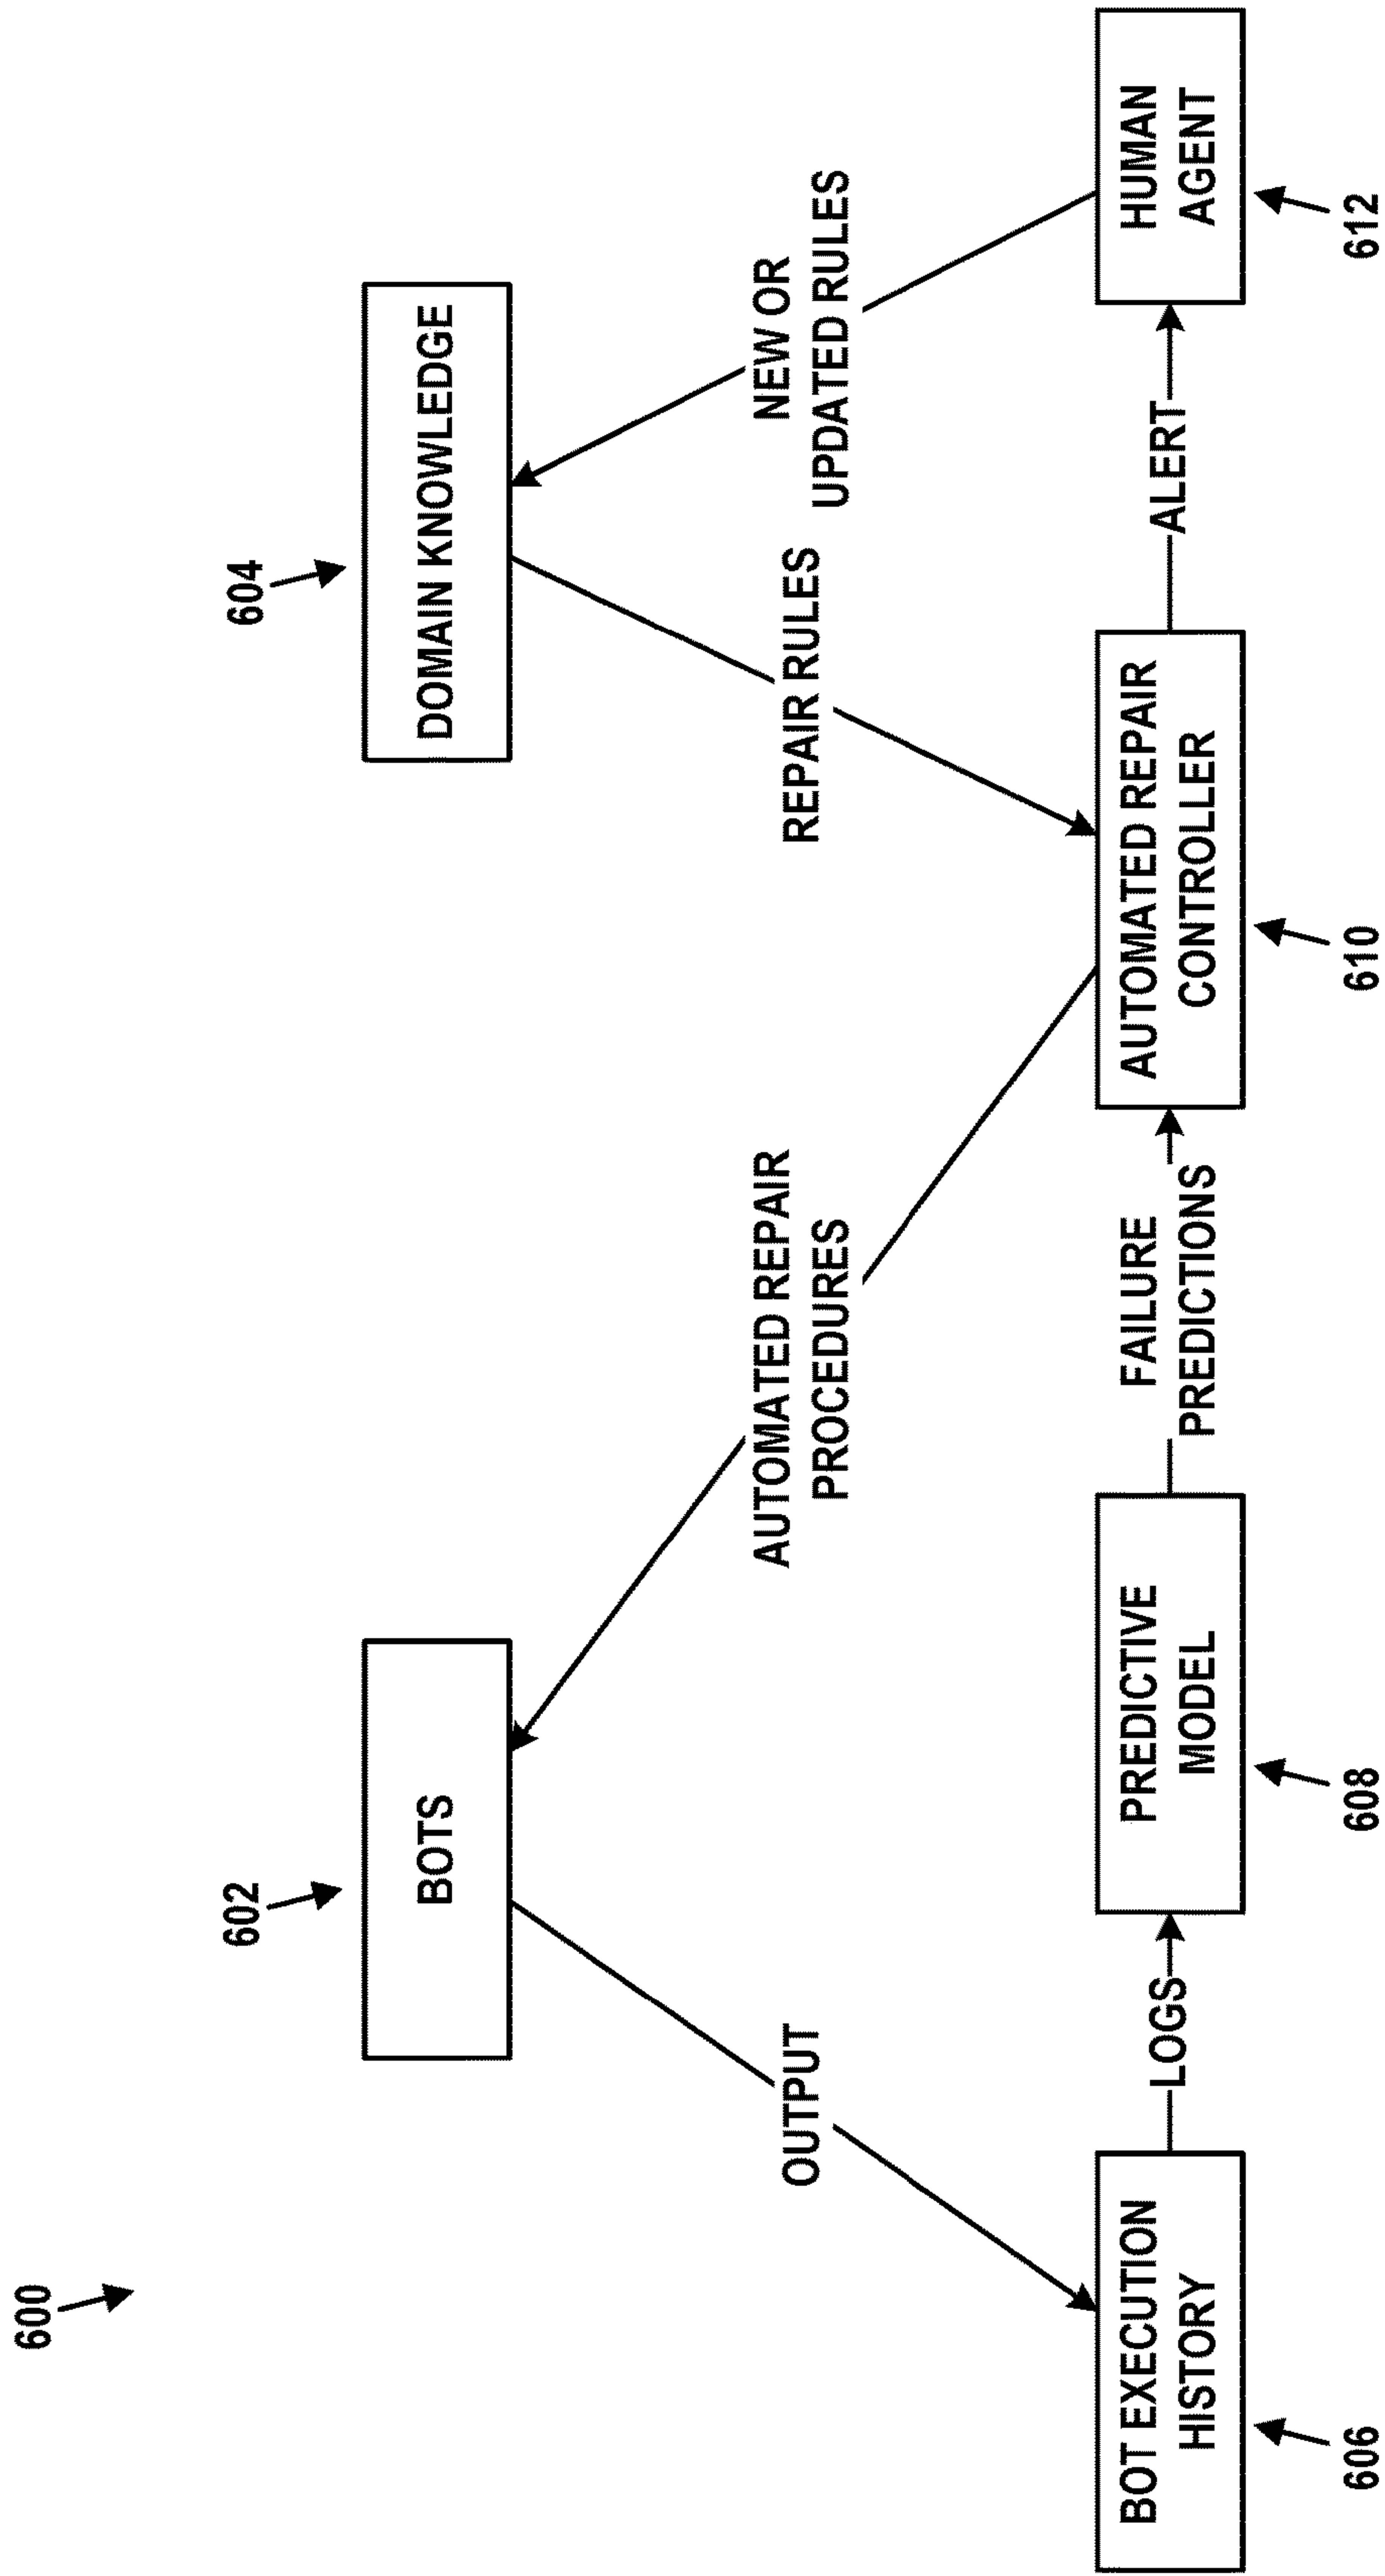 600
602
604
BOTS
DOMAIN KNOWLEDGE
OUTPUT
AUTOMATED REPAIR
PROCEDURES
REPAIR RULES
NEW OR
UPDATED RULES
BOT EXECUTION
HISTORY
LOGS
PREDICTIVE
MODEL
FAILURE
PREDICTIONS
AUTOMATED REPAIR
CONTROLLER
ALERT
HUMAN
AGENT
606
608
610
612